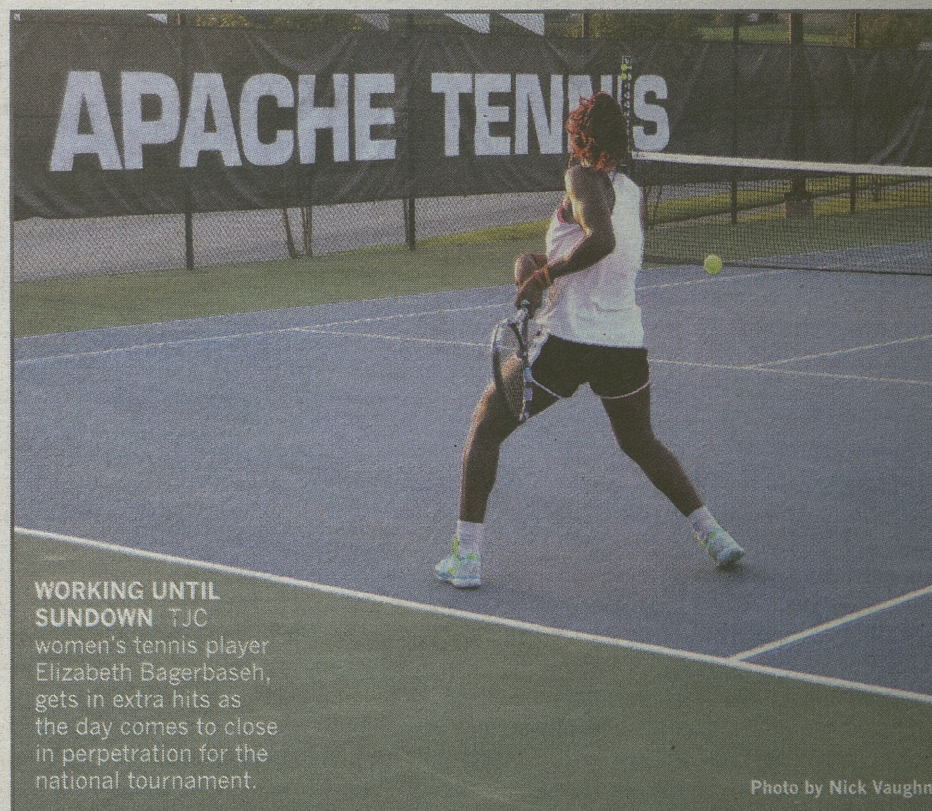 APACHE TENNIS
WORKING UNTIL
SUNDOWN TJC
women's tennis player
Elizabeth Bagerbaseh,
gets in extra hits as
the day comes to close
in perpetration for the
national tournament.
Photo by Nick Vaughn